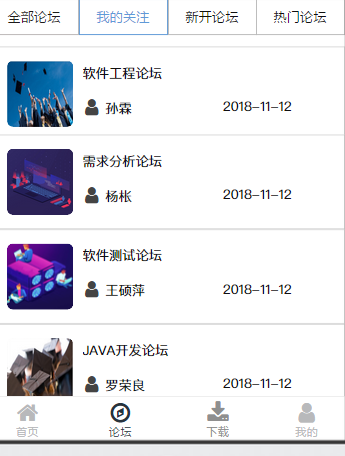 全部论坛 我的关注 新开论坛 热门论坛
软件工程论坛
孙霖 2018-11-12
需求分析论坛
杨枨 2018-11-12
软件测试论坛
王硕萍 2018-11-12
JAVA开发论坛
罗荣良 2018-11-12
首页 论坛 下载 我的